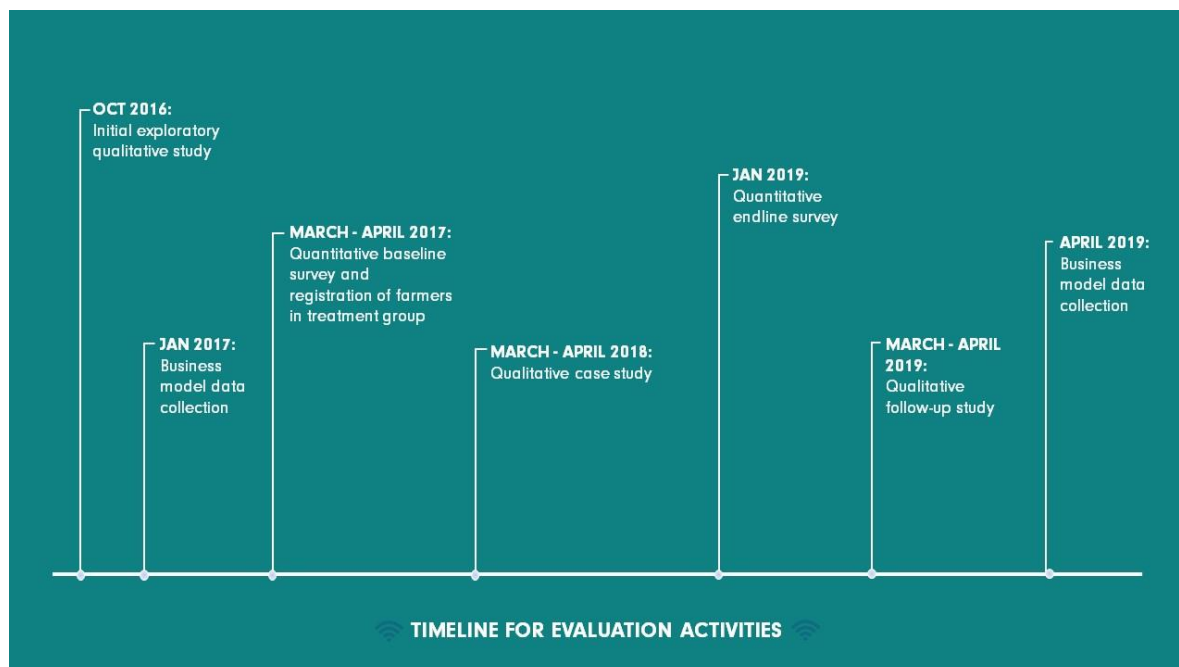 OCT 2016:
Initial exploratory
qualitative study
JAN 2017:
Business
model data
collection
MARCH - APRIL 2017:
Quantitative baseline
survey and
registration of farmers
in treatment group
MARCH - APRIL 2018:
Qualitative case study
JAN 2019:
Quantitative
endline survey
MARCH - APRIL
2019:
Qualitative
follow-up study
APRIL 2019:
Business
model data
collection
TIMELINE FOR EVALUATION ACTIVITIES